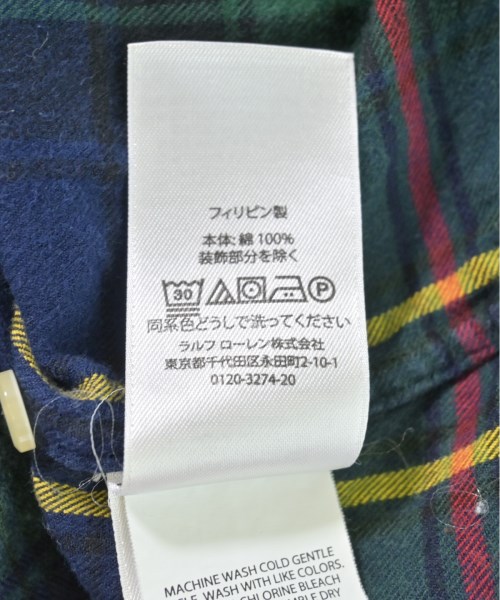 フィリピン製
本体: 綿 100%
装飾部分を除く
30 P
同系色どうしで洗ってください
ラルフ ローレン株式会社
東京都千代田区永田町2-10-1
0120-3274-20
MACHINE WASH COLD GENTLE
WASH WITH LIKE COLORS.
CHLORINE BLEACH
DRY